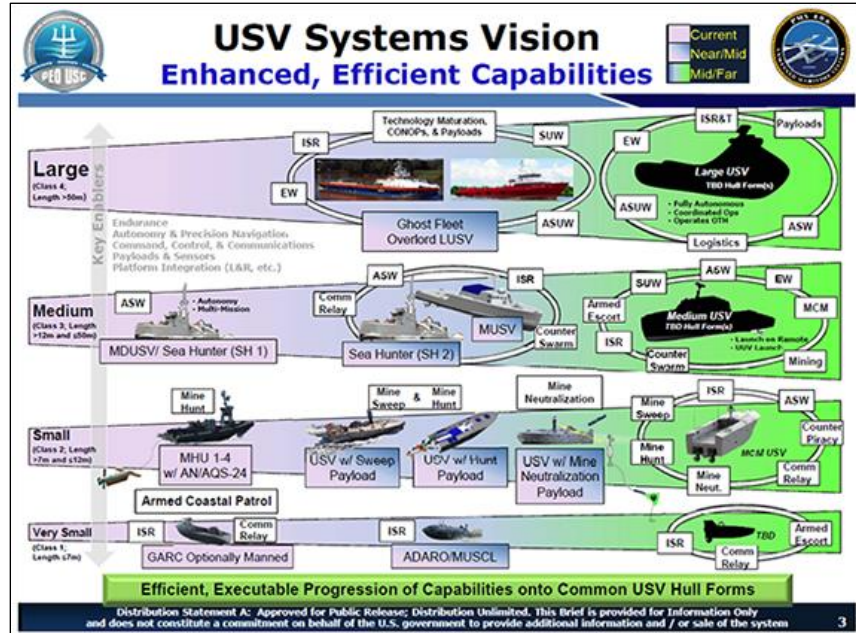 PEO USC
USV Systems Vision
Enhanced, Efficient Capabilities
Current
Near/Mid
Mid/Far
Key Enablers
Endurance
Autonomy & Precision Navigation
Command, Control, & Communications
Payloads & Sensors
Platform Integration (L&R, etc.)
Large
(Class 4;
Length >50m)
ISR
Technology Maturation,
CONOPs, & Payloads
SUW
EW
ASUW
Ghost Fleet
Overlord LUSV
EW
ISR&T
Payloads
Large USV
TBD Hull Form(s)
• Fully Autonomous
• Coordinated Ops
• Operates OTH
ASUW
ASW
Logistics
Medium
(Class 3; Length
>12m and ≤50m)
ASW
• Autonomy
• Multi-Mission
MDUSV/ Sea Hunter (SH 1)
ASW
ISR
Comm
Relay
MUSV
Sea Hunter (SH 2)
Counter
Swarm
SUW
ASW
EW
Armed
Escort
MCM
Medium USV
TBD Hull Form(s)
• Launch on Remote
• UUV Launch
ISR
Counter
Swarm
Mining
Small
(Class 2; Length
>7m and ≤12m)
Mine
Hunt
MHU 1-4
w/ AN/AQS-24
Mine
Sweep
&
Mine
Hunt
USV w/ Sweep
Payload
USV w/ Hunt
Payload
Mine
Neutralization
USV w/ Mine
Neutralization
Payload
Mine
Sweep
ISR
ASW
Counter
Piracy
Mine
Hunt
MCM USV
Mine
Neut.
Comm
Relay
Very Small
(Class 1;
Length ≤7m)
Armed Coastal Patrol
ISR
Comm
Relay
GARC Optionally Manned
ISR
ADARO/MUSCL
ISR
TBD
Armed
Escort
Comm
Relay
Efficient, Executable Progression of Capabilities onto Common USV Hull Forms
Distribution Statement A: Approved for Public Release; Distribution Unlimited. This Brief is provided for Information Only
and does not constitute a commitment on behalf of the U.S. government to provide additional information and / or sale of the system
3